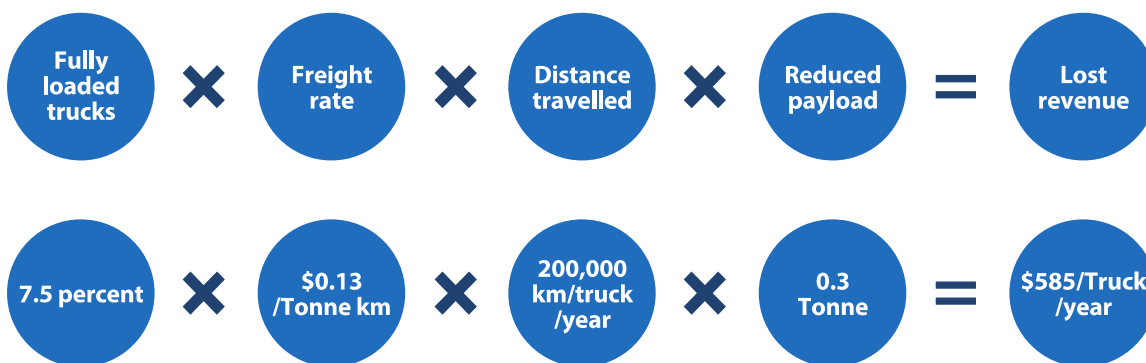 Fully
loaded
trucks
×
Freight
rate
×
Distance
travelled
×
Reduced
payload
=
Lost
revenue
7.5 percent
×
$0.13
/Tonne km
×
200,000
km/truck
/year
×
0.3
Tonne
=
$585/Truck
/year